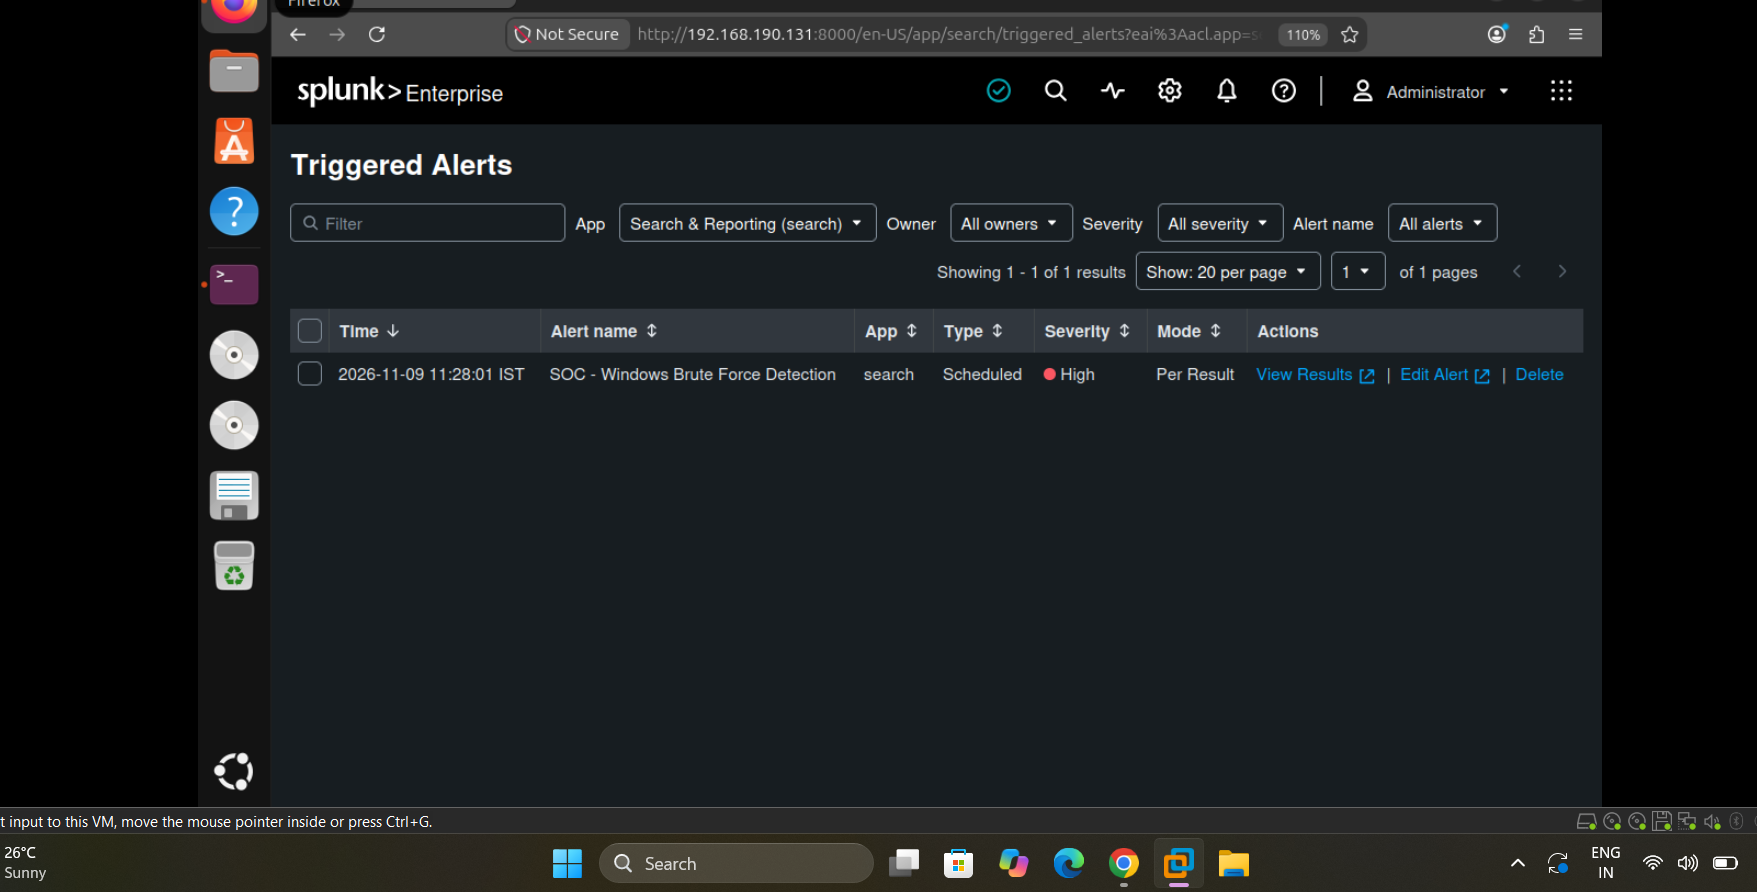 Firefox
Not Secure http://192.168.190.131:8000/en-US/app/search/triggered_alerts?eai%3Aacl.app=s 110%
splunk> Enterprise
Administrator
Triggered Alerts
Filter App Search & Reporting (search) Owner All owners Severity All severity Alert name All alerts
Showing 1 - 1 of 1 results Show: 20 per page 1 of 1 pages
Time Alert name App Type Severity Mode Actions
2026-11-09 11:28:01 IST SOC - Windows Brute Force Detection search Scheduled High Per Result View Results | Edit Alert | Delete
t input to this VM, move the mouse pointer inside or press Ctrl+G.
26°C
Sunny
Search
ENG
IN